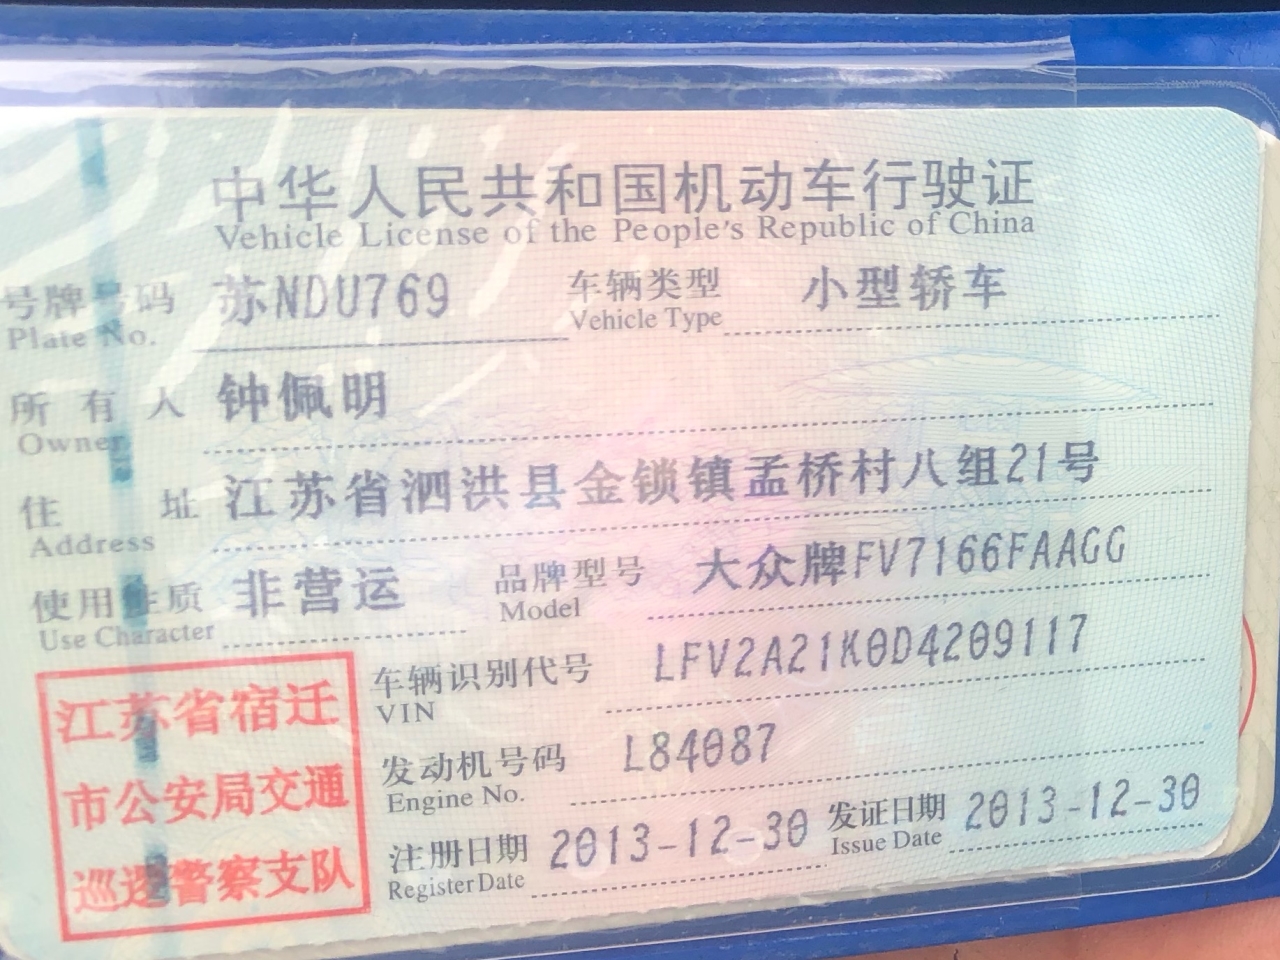 中华人民共和国机动车行驶证
Vehicle License of the People's Republic of China
号牌号码 苏NDU769 车辆类型 小型轿车
Plate No. Vehicle Type
所有人 钟佩明
Owner
住址 江苏省泗洪县金锁镇孟桥村八组21号
Address
使用性质 非营运 品牌型号 大众牌FV7166FAAGG
Use Character Model
车辆识别代号 LFV2A21K0D4209117
VIN
发动机号码 L84087
Engine No.
注册日期 2013-12-30 发证日期 2013-12-30
Register Date Issue Date
江苏省宿迁
市公安局交通
巡逻警察支队